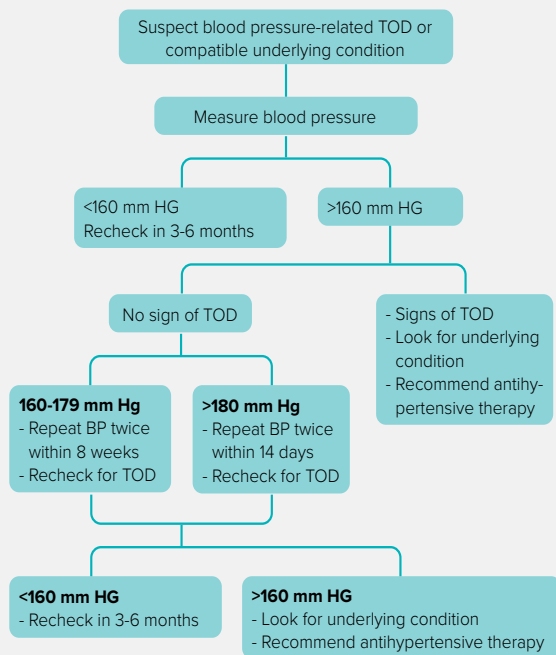 Suspect blood pressure-related TOD or
compatible underlying condition
Measure blood pressure
<160 mm HG
Recheck in 3-6 months
>160 mm HG
No sign of TOD
- Signs of TOD
- Look for underlying
condition
- Recommend antihy-
pertensive therapy
160-179 mm Hg
- Repeat BP twice
within 8 weeks
- Recheck for TOD
>180 mm Hg
- Repeat BP twice
within 14 days
- Recheck for TOD
<160 mm HG
- Recheck in 3-6 months
>160 mm HG
- Look for underlying condition
- Recommend antihypertensive therapy